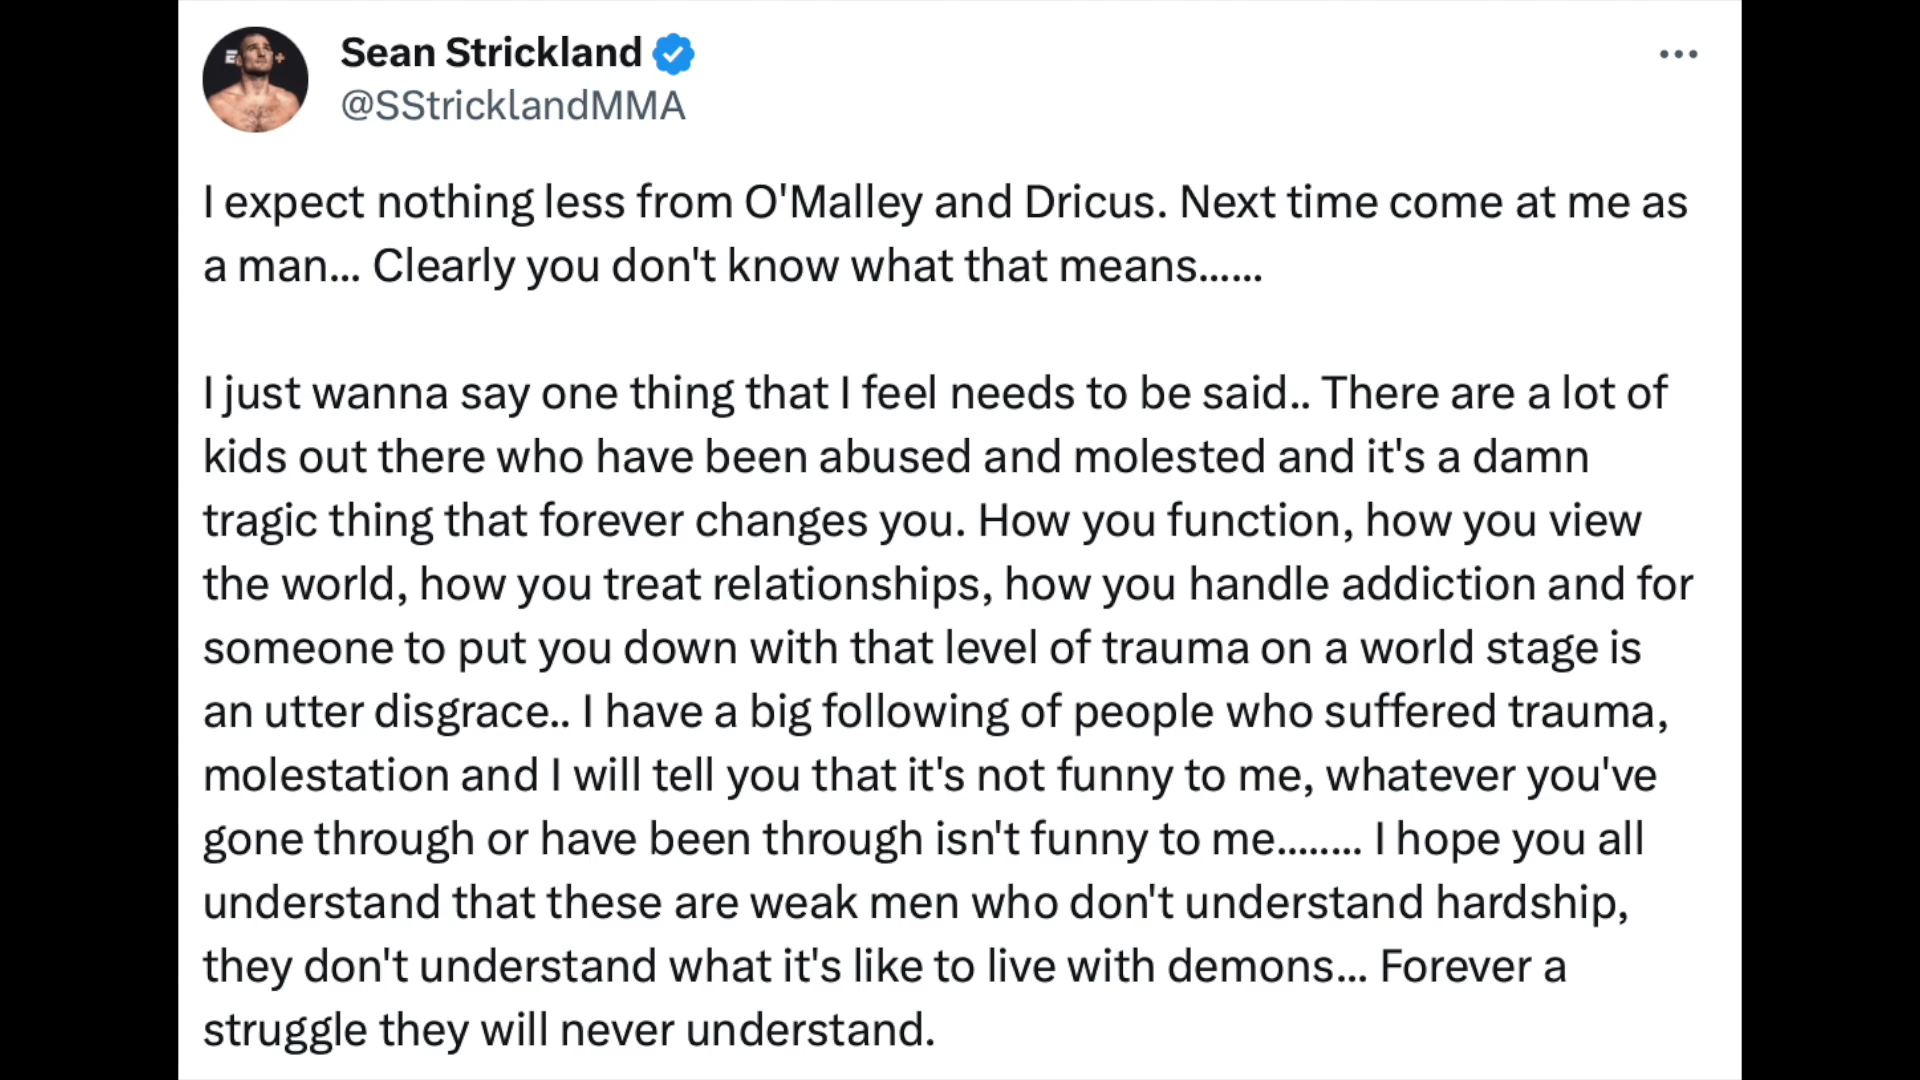 Sean Strickland
@SStricklandMMA
I expect nothing less from O'Malley and Dricus. Next time come at me as
a man... Clearly you don't know what that means......
I just wanna say one thing that I feel needs to be said.. There are a lot of
kids out there who have been abused and molested and it's a damn
tragic thing that forever changes you. How you function, how you view
the world, how you treat relationships, how you handle addiction and for
someone to put you down with that level of trauma on a world stage is
an utter disgrace.. I have a big following of people who suffered trauma,
molestation and I will tell you that it's not funny to me, whatever you've
gone through or have been through isn't funny to me........ I hope you all
understand that these are weak men who don't understand hardship,
they don't understand what it's like to live with demons... Forever a
struggle they will never understand.